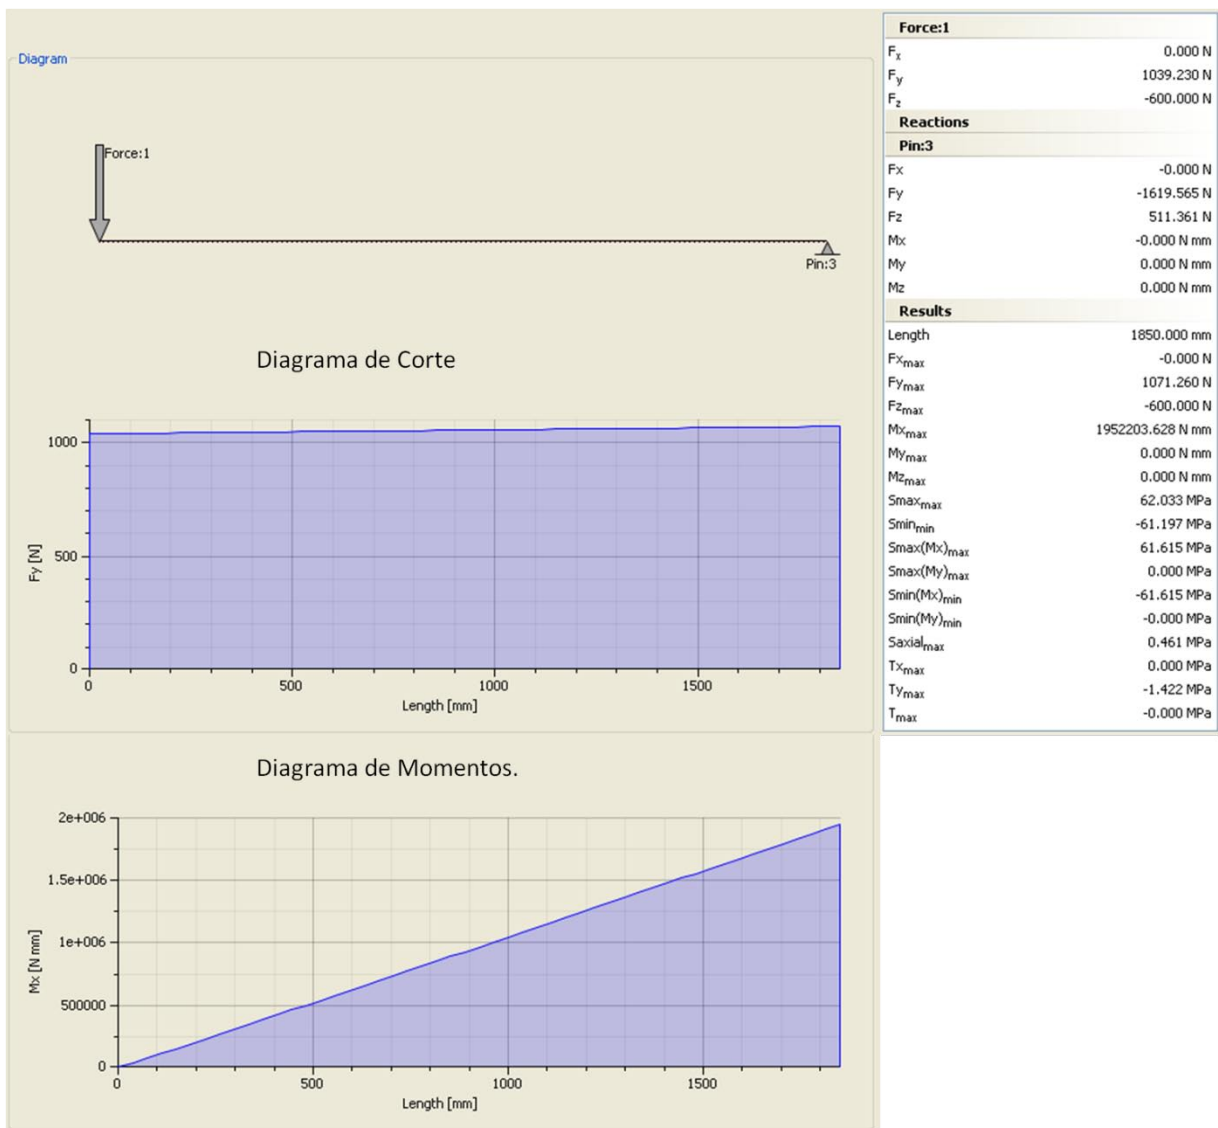 Diagram
Force:1
Pin:3
Diagrama de Corte
1000
500
0
Fy [N]
0 500 1000 1500
Length [mm]
Force:1
Fx 0.000 N
Fy 1039.230 N
Fz -600.000 N
Reactions
Pin:3
Fx -0.000 N
Fy -1619.565 N
Fz 511.361 N
Mx -0.000 N mm
My 0.000 N mm
Mz 0.000 N mm
Results
Length 1850.000 mm
Fxmax -0.000 N
Fymax 1071.260 N
Fzmax -600.000 N
Mxmax 1952203.628 N mm
Mymax 0.000 N mm
Mzmax 0.000 N mm
Smaxmax 62.033 MPa
Sminmin -61.197 MPa
Smax(Mx)max 61.615 MPa
Smax(My)max 0.000 MPa
Smin(Mx)min -61.615 MPa
Smin(My)min -0.000 MPa
Saxialmax 0.461 MPa
Txmax 0.000 MPa
Tymax -1.422 MPa
Tmax -0.000 MPa
Diagrama de Momentos.
2e+006
1.5e+006
1e+006
500000
0
Mx [N mm]
0 500 1000 1500
Length [mm]